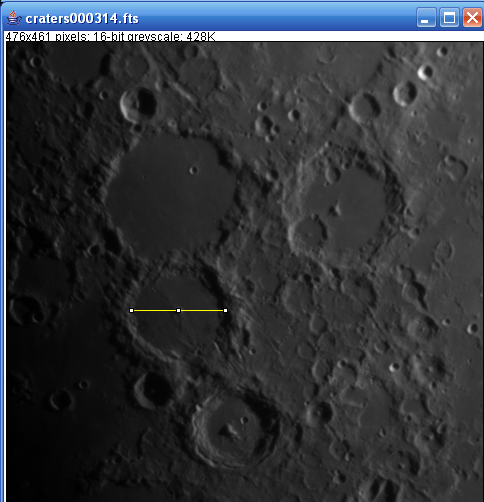 craters000314.fts
476x461 pixels; 16-bit greyscale; 428K